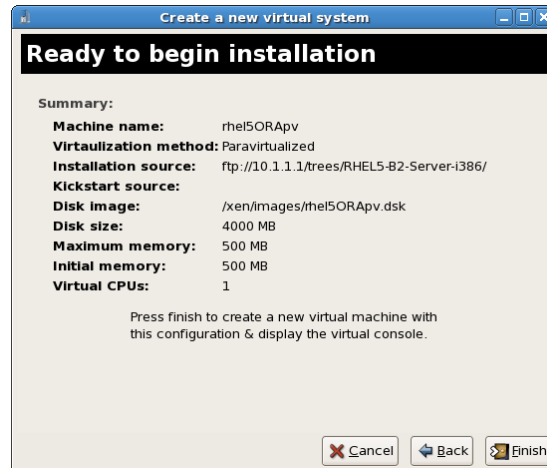 Create a new virtual system
Ready to begin installation
Summary:
Machine name: rhel5ORApv
Virtaulization method: Paravirtualized
Installation source: ftp://10.1.1.1/trees/RHEL5-B2-Server-i386/
Kickstart source:
Disk image: /xen/images/rhel5ORApv.dsk
Disk size: 4000 MB
Maximum memory: 500 MB
Initial memory: 500 MB
Virtual CPUs: 1
Press finish to create a new virtual machine with
this configuration & display the virtual console.
Cancel Back Finish